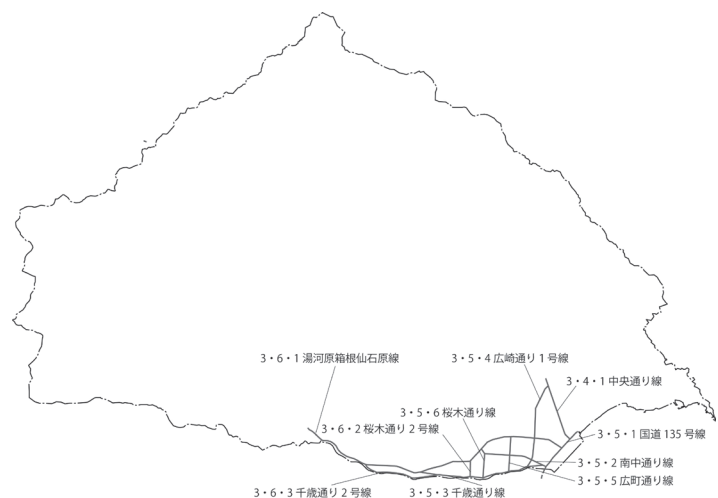 3・6・1 湯河原箱根仙石原線
3・5・4 広崎通り1号線
3・4・1 中央通り線
3・5・6 桜木通り線
3・6・2 桜木通り2号線
3・5・1 国道135号線
3・5・2 南中通り線
3・5・5 広町通り線
3・6・3 千歳通り2号線
3・5・3 千歳通り線